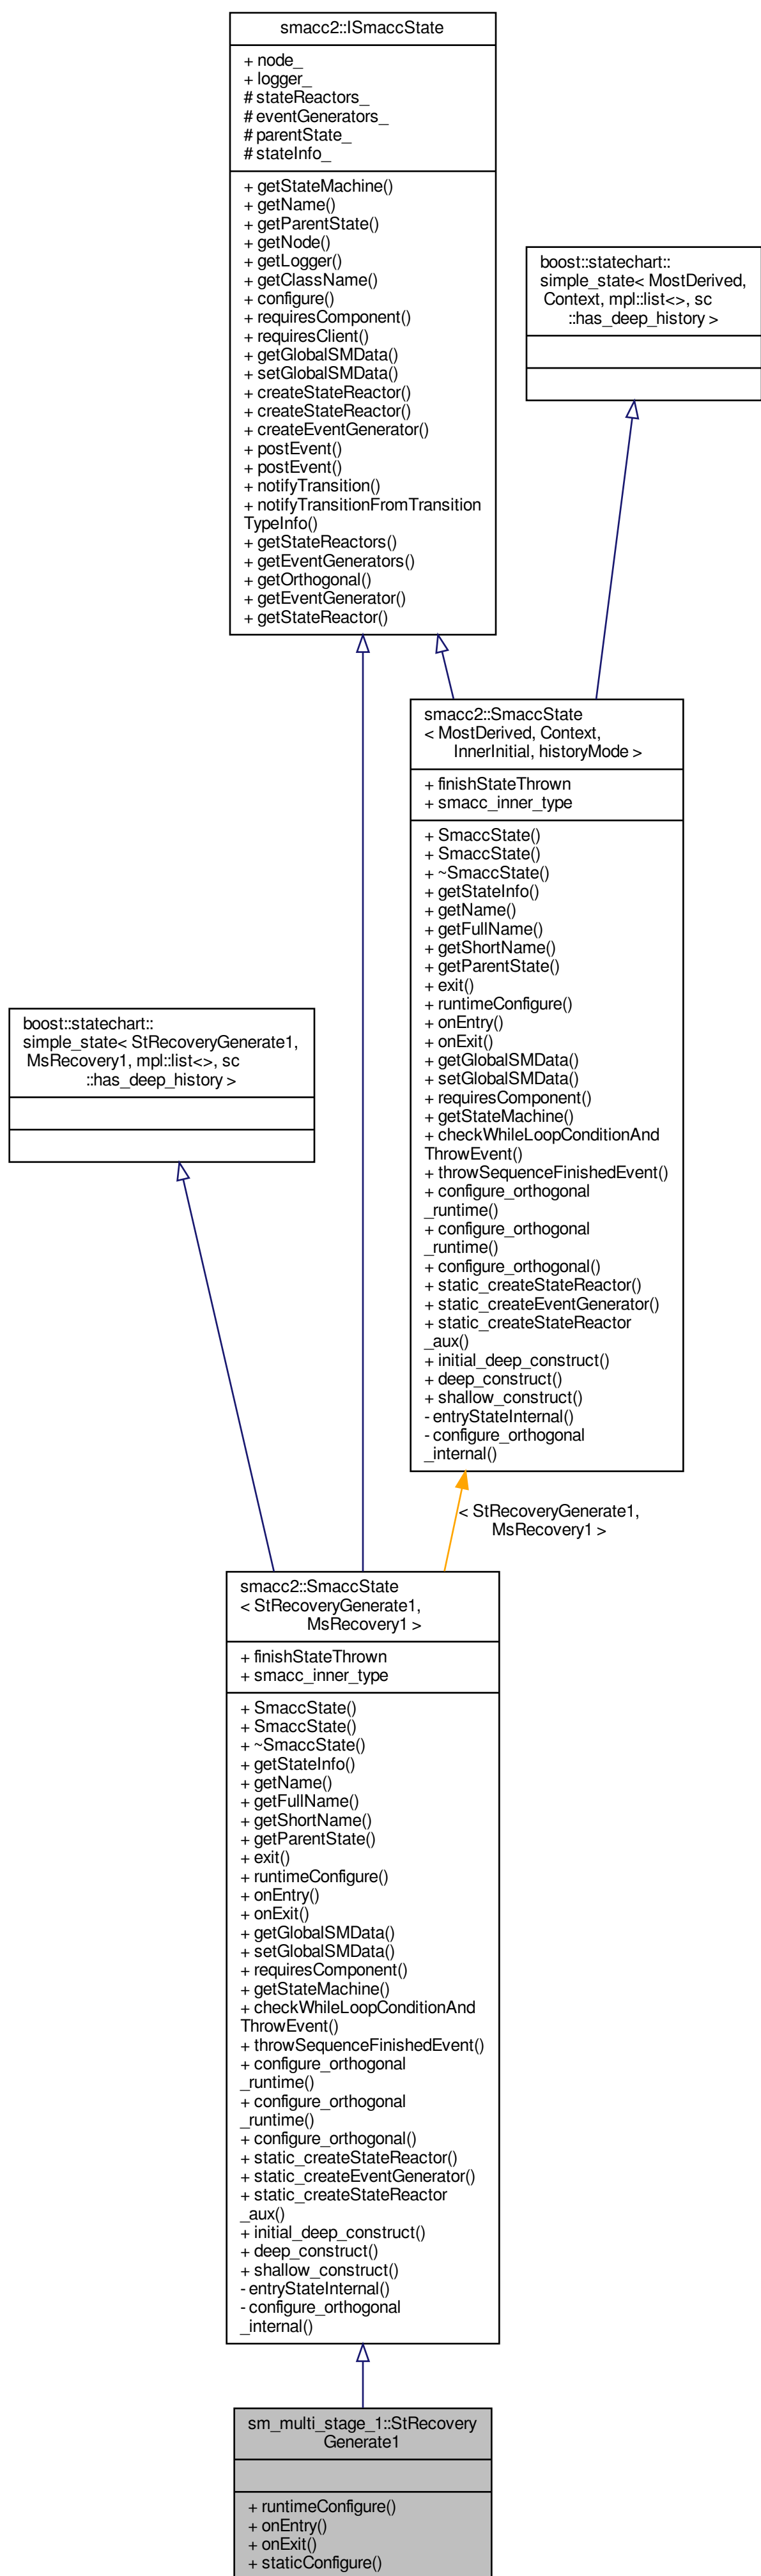 smacc2::ISmaccState
+ node_
+ logger_
# stateReactors_
# eventGenerators_
# parentState_
# stateInfo_
+ getStateMachine()
+ getName()
+ getParentState()
+ getNode()
+ getLogger()
+ getClassName()
+ configure()
+ requiresComponent()
+ requiresClient()
+ getGlobalSMData()
+ setGlobalSMData()
+ createStateReactor()
+ createStateReactor()
+ createEventGenerator()
+ postEvent()
+ postEvent()
+ notifyTransition()
+ notifyTransitionFromTransition
TypeInfo()
+ getStateReactors()
+ getEventGenerators()
+ getOrthogonal()
+ getEventGenerator()
+ getStateReactor()
boost::statechart::
simple_state< MostDerived,
Context, mpl::list<>, sc
::has_deep_history >
smacc2::SmaccState
< MostDerived, Context,
InnerInitial, historyMode >
+ finishStateThrown
+ smacc_inner_type
+ SmaccState()
+ SmaccState()
+ ~SmaccState()
+ getStateInfo()
+ getName()
+ getFullName()
+ getShortName()
+ getParentState()
+ exit()
+ runtimeConfigure()
+ onEntry()
+ onExit()
+ getGlobalSMData()
+ setGlobalSMData()
+ requiresComponent()
+ getStateMachine()
+ checkWhileLoopConditionAnd
ThrowEvent()
+ throwSequenceFinishedEvent()
+ configure_orthogonal
_runtime()
+ configure_orthogonal
_runtime()
+ configure_orthogonal()
+ static_createStateReactor()
+ static_createEventGenerator()
+ static_createStateReactor
_aux()
+ initial_deep_construct()
+ deep_construct()
+ shallow_construct()
- entryStateInternal()
- configure_orthogonal
_internal()
boost::statechart::
simple_state< StRecoveryGenerate1,
MsRecovery1, mpl::list<>, sc
::has_deep_history >
< StRecoveryGenerate1,
MsRecovery1 >
smacc2::SmaccState
< StRecoveryGenerate1,
MsRecovery1 >
+ finishStateThrown
+ smacc_inner_type
+ SmaccState()
+ SmaccState()
+ ~SmaccState()
+ getStateInfo()
+ getName()
+ getFullName()
+ getShortName()
+ getParentState()
+ exit()
+ runtimeConfigure()
+ onEntry()
+ onExit()
+ getGlobalSMData()
+ setGlobalSMData()
+ requiresComponent()
+ getStateMachine()
+ checkWhileLoopConditionAnd
ThrowEvent()
+ throwSequenceFinishedEvent()
+ configure_orthogonal
_runtime()
+ configure_orthogonal
_runtime()
+ configure_orthogonal()
+ static_createStateReactor()
+ static_createEventGenerator()
+ static_createStateReactor
_aux()
+ initial_deep_construct()
+ deep_construct()
+ shallow_construct()
- entryStateInternal()
- configure_orthogonal
_internal()
sm_multi_stage_1::StRecovery
Generate1
+ runtimeConfigure()
+ onEntry()
+ onExit()
+ staticConfigure()